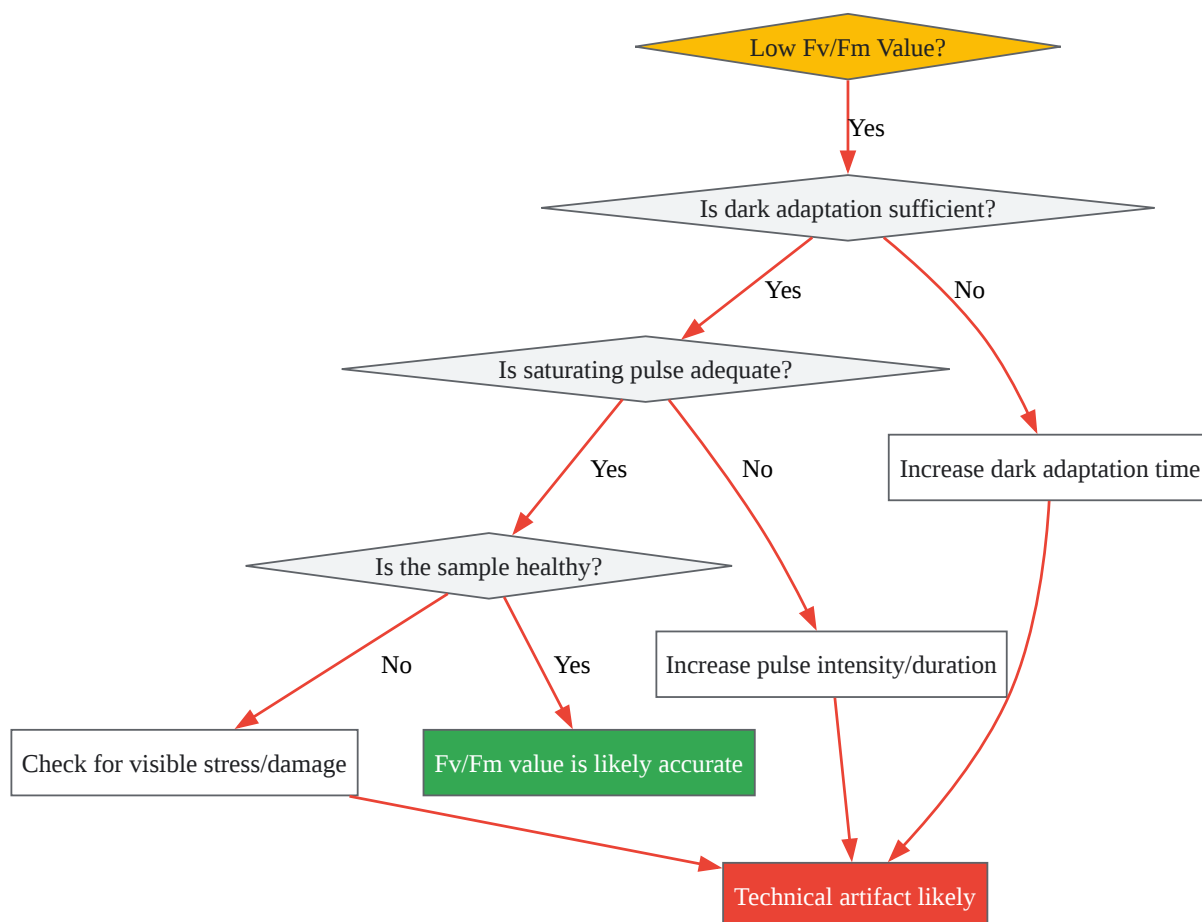 Low Fv/Fm Value?
Yes
Is dark adaptation sufficient?
Yes
No
Is saturating pulse adequate?
Yes
No
Increase dark adaptation time
Is the sample healthy?
No
Yes
Increase pulse intensity/duration
Check for visible stress/damage
Fv/Fm value is likely accurate
Technical artifact likely